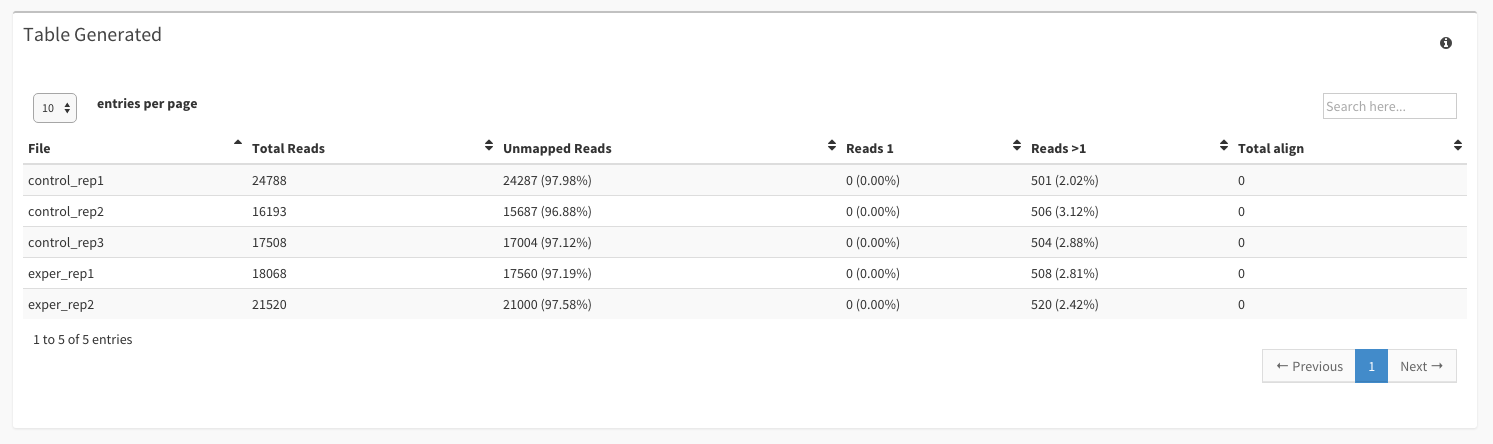 Table Generated
10 entries per page
Search here...
File Total Reads Unmapped Reads Reads 1 Reads >1 Total align
control_rep1 24788 24287 (97.98%) 0 (0.00%) 501 (2.02%) 0
control_rep2 16193 15687 (96.88%) 0 (0.00%) 506 (3.12%) 0
control_rep3 17508 17004 (97.12%) 0 (0.00%) 504 (2.88%) 0
exper_rep1 18068 17560 (97.19%) 0 (0.00%) 508 (2.81%) 0
exper_rep2 21520 21000 (97.58%) 0 (0.00%) 520 (2.42%) 0
1 to 5 of 5 entries
← Previous 1 Next →